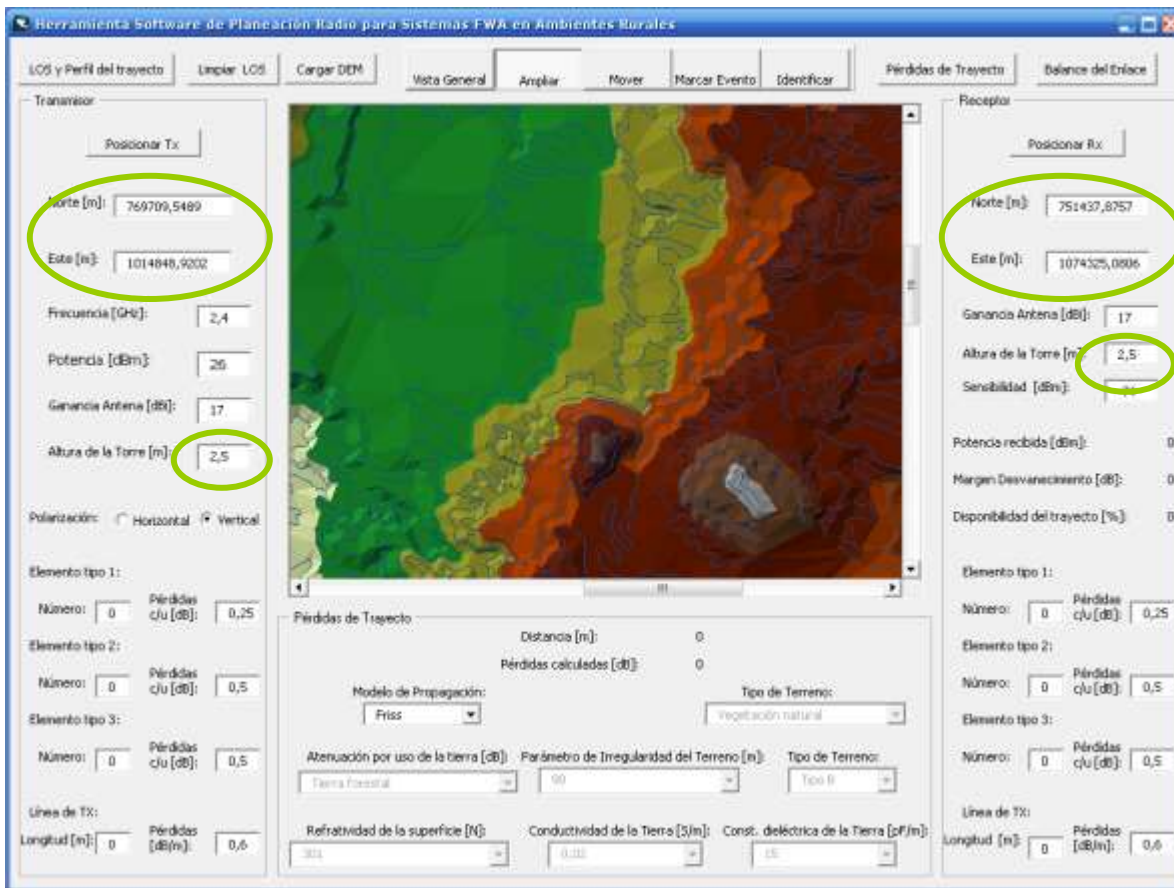 Herramienta Software de Planeación Radio para Sistemas FWA en Ambientes Rurales
LOS y Perfil del trayecto
Limpiar LOS
Cargar DEM
Vista General
Ampliar
Mover
Marcar Evento
Identificar
Pérdidas de Trayecto
Balance del Enlace
Transmisor
Posicionar Tx
Norte [m]: 769709,5489
Este [m]: 1014848,9202
Frecuencia [GHz]: 2,4
Potencia [dBm]: 26
Ganancia Antena [dBi]: 17
Altura de la Torre [m]: 2,5
Polarización: Horizontal Vertical
Elemento tipo 1:
Número: 0 Pérdidas c/u [dB]: 0,25
Elemento tipo 2:
Número: 0 Pérdidas c/u [dB]: 0,5
Elemento tipo 3:
Número: 0 Pérdidas c/u [dB]: 0,5
Línea de TX:
Longitud [m]: 0 Pérdidas [dB/m]: 0,6
Pérdidas de Trayecto
Distancia [m]: 0
Pérdidas calculadas [dB]: 0
Modelo de Propagación:
Friss
Tipo de Terreno:
Vegetación natural
Atenuación por uso de la tierra [dB]
Tierra forestal
Parámetro de Irregularidad del Terreno [m]:
90
Tipo de Terreno:
Tipo B
Refratividad de la superficie [N]:
301
Conductividad de la Tierra [S/m]:
0,02
Const. dieléctrica de la Tierra [pF/m]:
15
Receptor
Posicionar Rx
Norte [m]: 751437,8757
Este [m]: 1074325,0806
Ganancia Antena [dBi]: 17
Altura de la Torre [m]: 2,5
Sensibilidad [dBm]:
Potencia recibida [dBm]: 0
Margen Desvanecimiento [dB]: 0
Disponibilidad del trayecto [%]: 0
Elemento tipo 1:
Número: 0 Pérdidas c/u [dB]: 0,25
Elemento tipo 2:
Número: 0 Pérdidas c/u [dB]: 0,5
Elemento tipo 3:
Número: 0 Pérdidas c/u [dB]: 0,5
Línea de TX:
Longitud [m]: 0 Pérdidas [dB/m]: 0,6